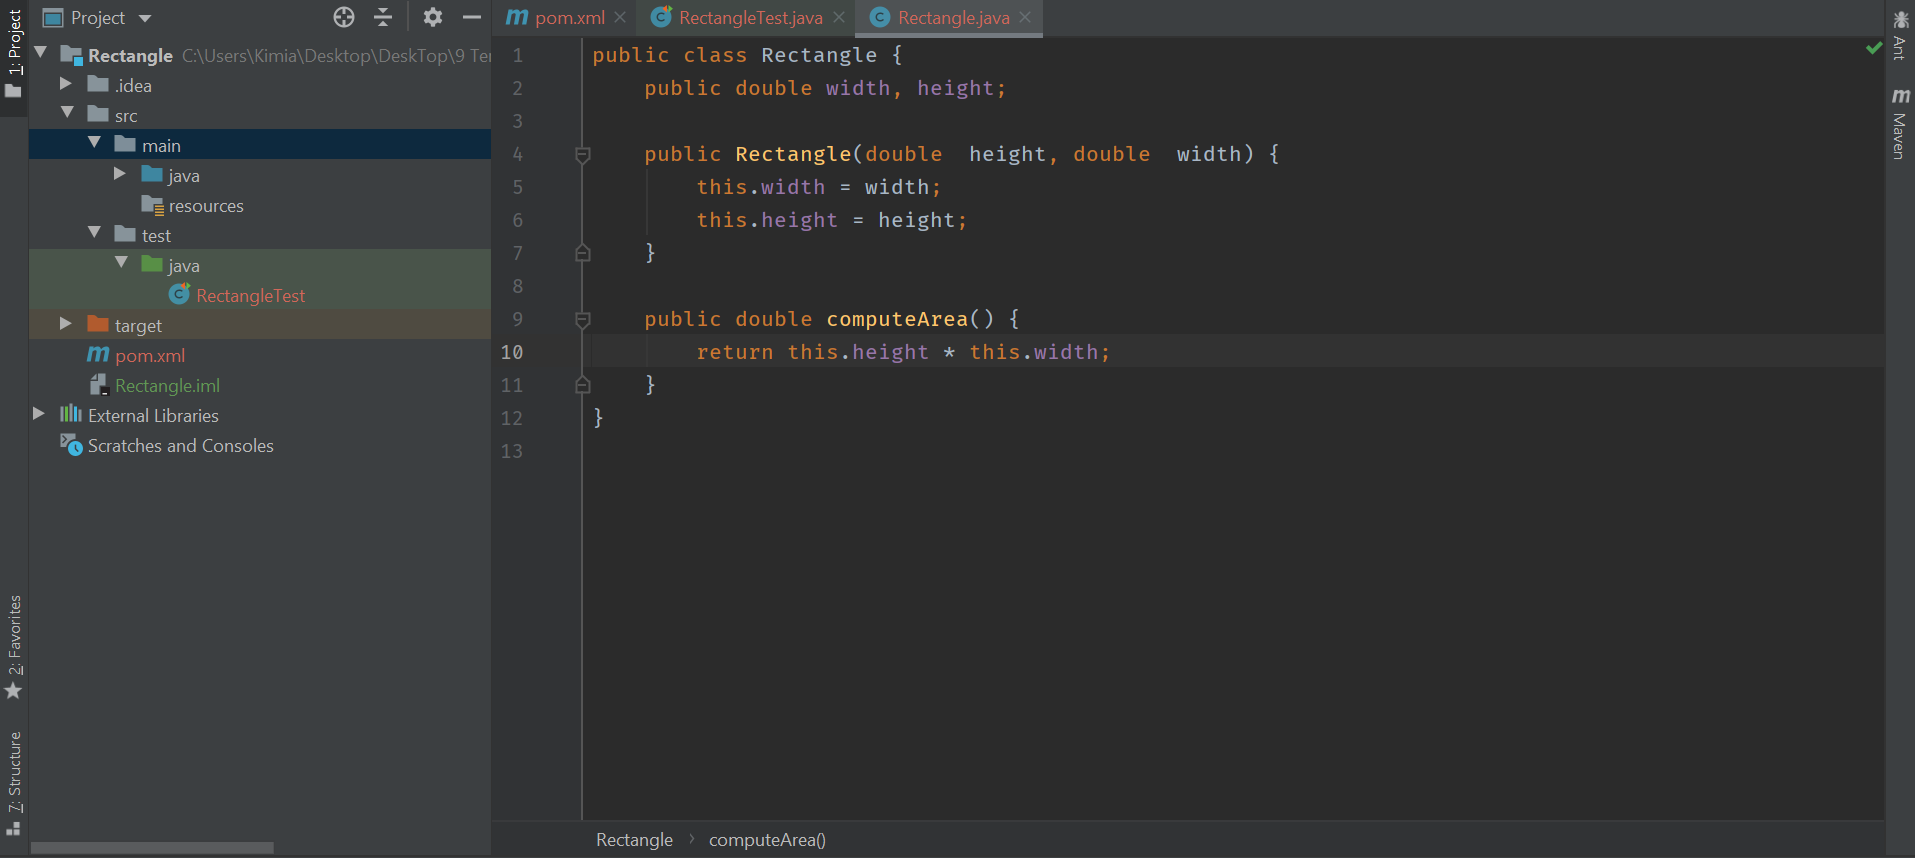 Project
Rectangle C:\Users\Kimia\Desktop\DeskTop\9 Ter
.idea
src
main
java
resources
test
java
RectangleTest
target
pom.xml
Rectangle.iml
External Libraries
Scratches and Consoles
1: Project
2: Favorites
7: Structure
pom.xml
RectangleTest.java
Rectangle.java
1 public class Rectangle {
2 public double width, height;
3
4 public Rectangle(double  height, double  width) {
5 this.width = width;
6 this.height = height;
7 }
8
9 public double computeArea() {
10 return this.height * this.width;
11 }
12 }
13
Rectangle › computeArea()
Ant
m
Maven